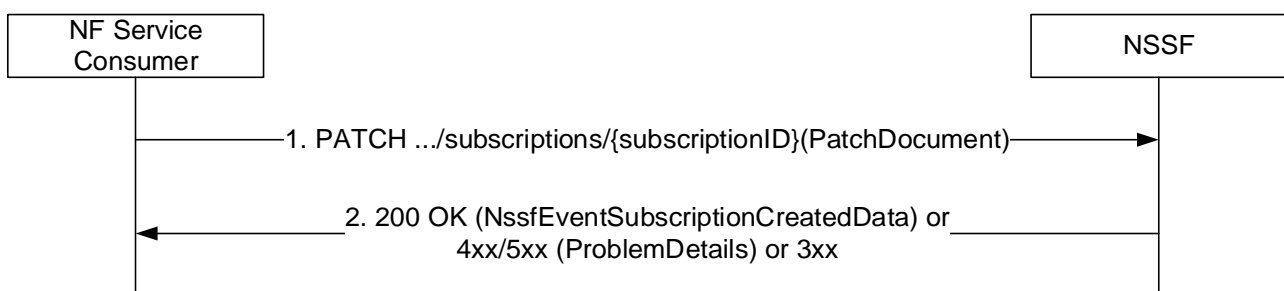 NF Service
Consumer
NSSF
1. PATCH .../subscriptions/{subscriptionID}(PatchDocument)
2. 200 OK (NssfEventSubscriptionCreatedData) or
4xx/5xx (ProblemDetails) or 3xx